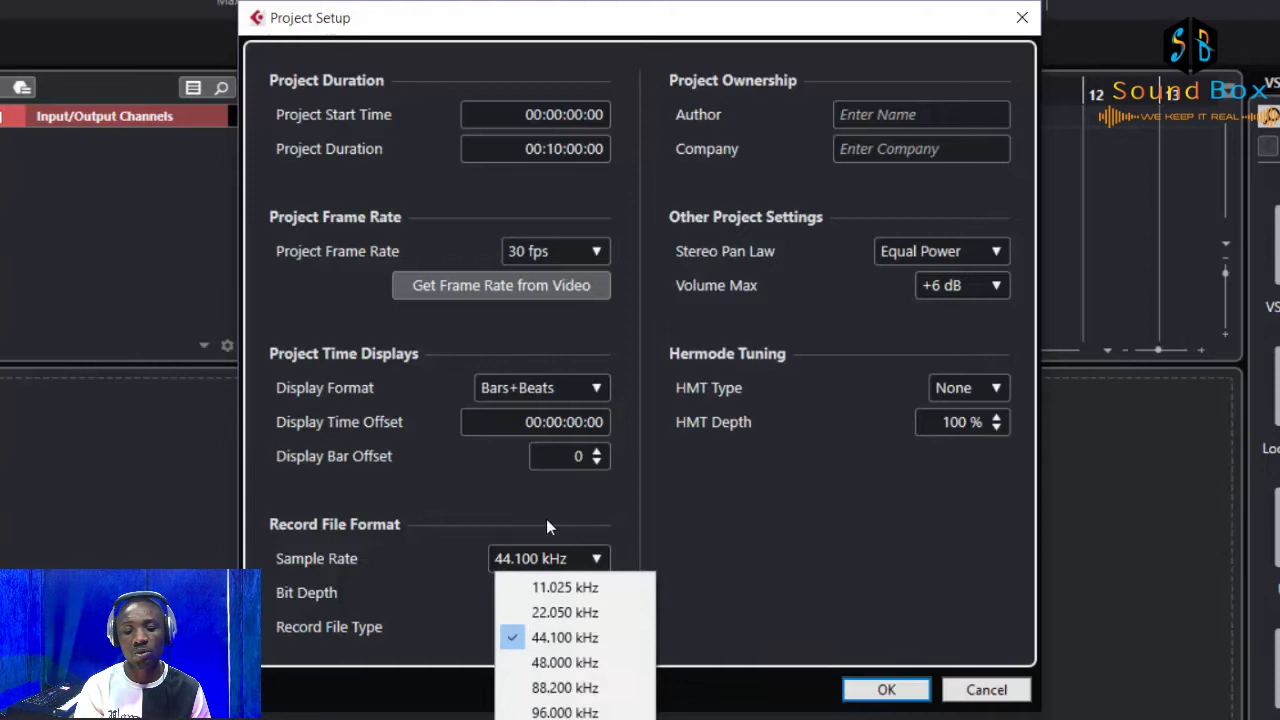 Project Setup
Input/Output Channels
Project Duration
Project Start Time 00:00:00:00
Project Duration 00:10:00:00
Project Frame Rate
Project Frame Rate 30 fps
Get Frame Rate from Video
Project Time Displays
Display Format Bars+Beats
Display Time Offset 00:00:00:00
Display Bar Offset 0
Record File Format
Sample Rate 44.100 kHz
Bit Depth
Record File Type
11.025 kHz
22.050 kHz
44.100 kHz
48.000 kHz
88.200 kHz
96.000 kHz
Project Ownership
Author Enter Name
Company Enter Company
Other Project Settings
Stereo Pan Law Equal Power
Volume Max +6 dB
Hermode Tuning
HMT Type None
HMT Depth 100 %
OK Cancel
12 13
SB
Sound Box
WE KEEP IT REAL